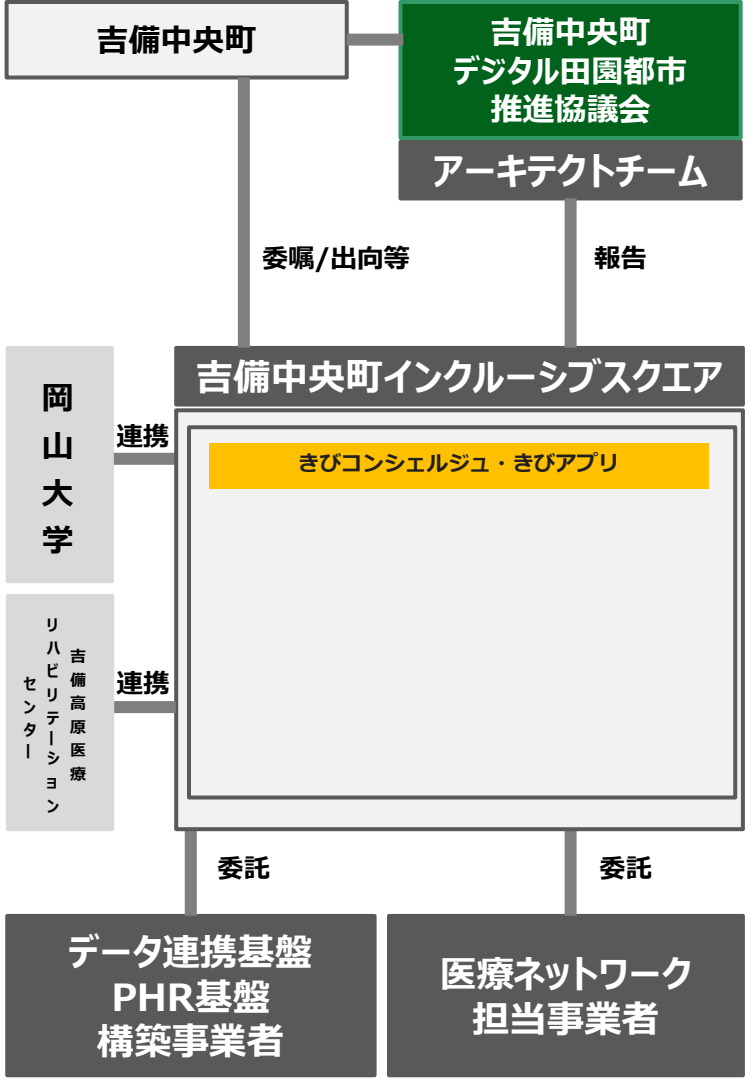 吉備中央町
吉備中央町
デジタル田園都市
推進協議会
アーキテクトチーム
委嘱/出向等
報告
吉備中央町インクルーシブスクエア
岡山大学
連携
きびコンシェルジュ・きびアプリ
吉備高原医療
リハビリテーション
センター
連携
委託
委託
データ連携基盤
PHR基盤
構築事業者
医療ネットワーク
担当事業者